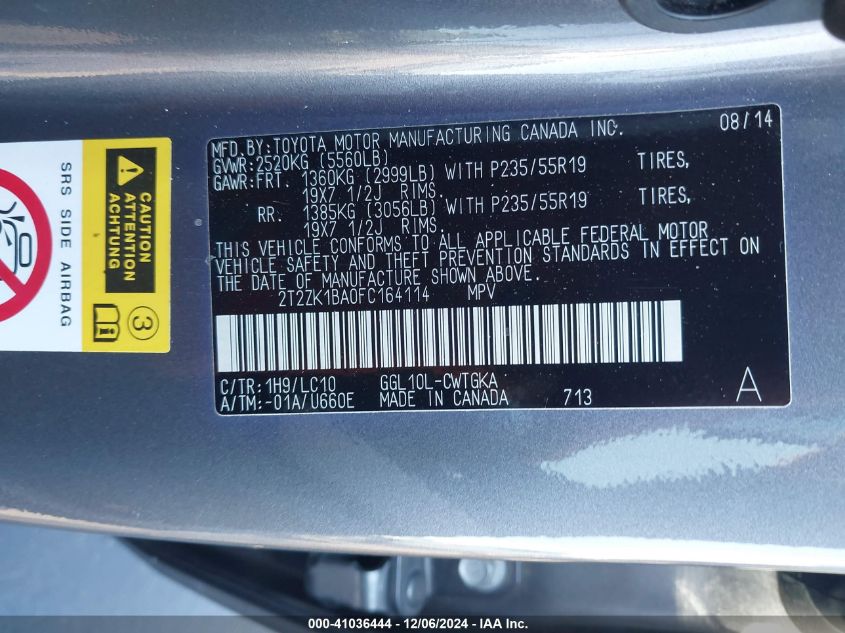 MFD.BY:TOYOTA MOTOR MANUFACTURING CANADA INC. 08/14
GVWR:2520KG (5560LB)
GAWR:FRT. 1360KG (2999LB) WITH P235/55R19 TIRES,
19X7 1/2J RIMS.
RR. 1385KG (3056LB) WITH P235/55R19 TIRES,
19X7 1/2J RIMS.
THIS VEHICLE CONFORMS TO ALL APPLICABLE FEDERAL MOTOR
VEHICLE SAFETY AND THEFT PREVENTION STANDARDS IN EFFECT ON
THE DATE OF MANUFACTURE SHOWN ABOVE.
2T2ZK1BA0FC164114 MPV
C/TR: 1H9/LC10 GGL10L-CWTGKA
A/TM:-01A/U660E MADE IN CANADA 713 A
CAUTION
ATTENTION
ACHTUNG
SRS SIDE AIRBAG
3
000-41036444 - 12/06/2024 - IAA Inc.